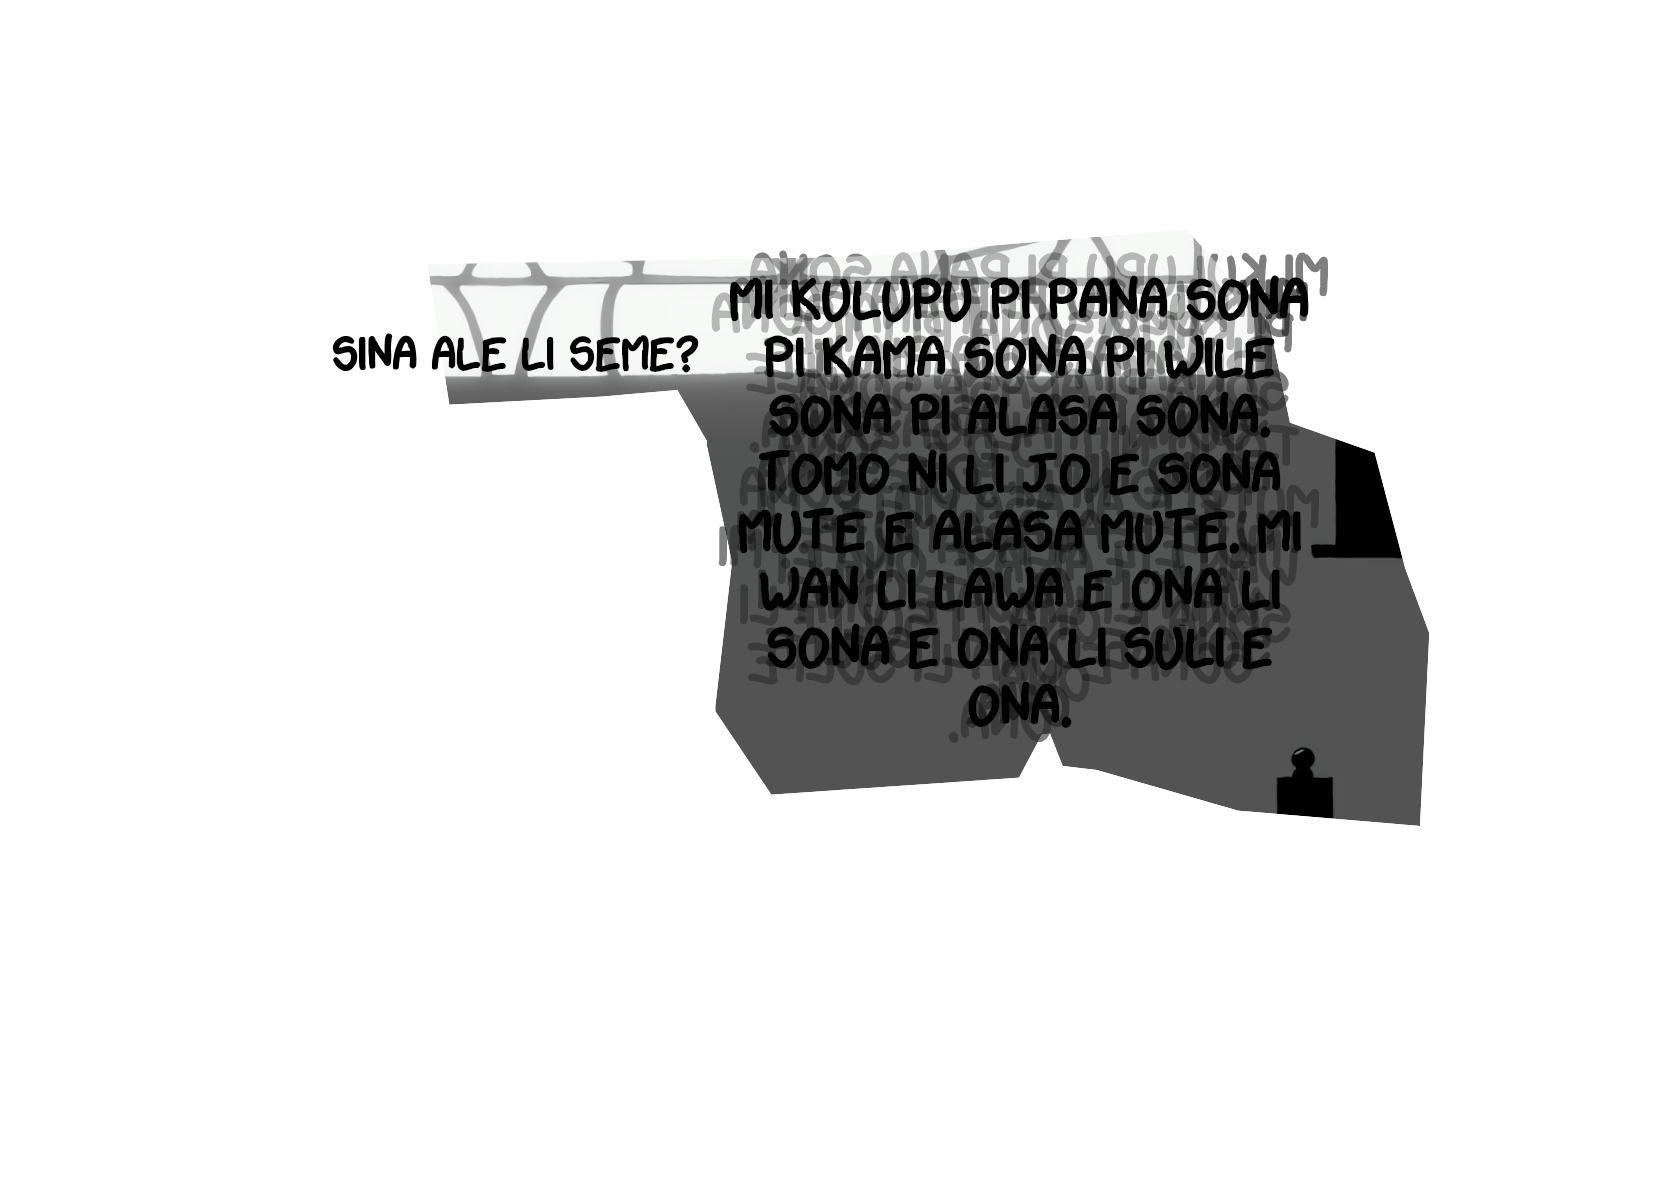 SINA ALE LI SEME?
MI KULUPU PI PANA SONA
PI KAMA SONA PI WILE
SONA PI ALASA SONA.
TOMO NI LI JO E SONA
MUTE E ALASA MUTE. MI
WAN LI LAWA E ONA LI
SONA E ONA LI SULI E
ONA.